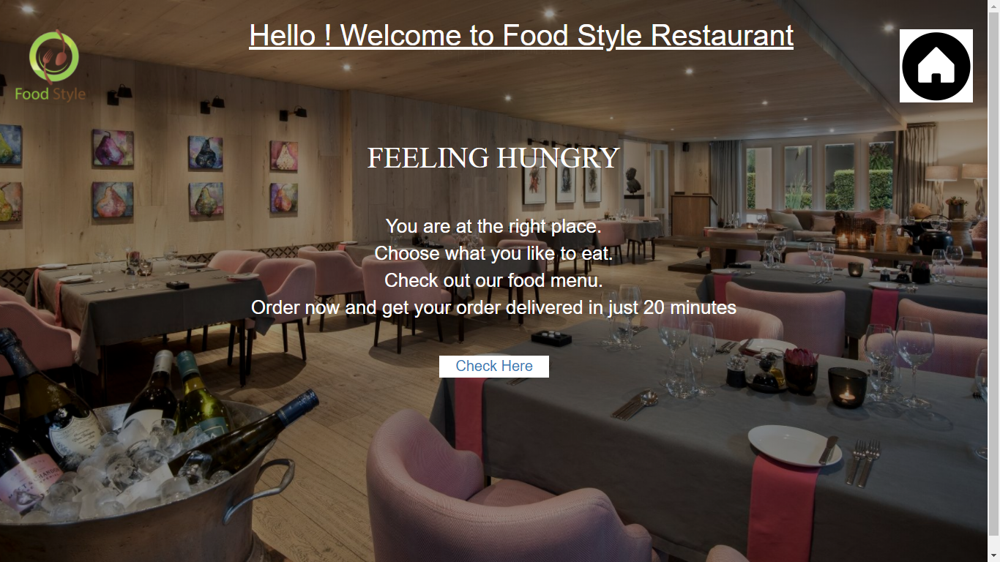 Hello ! Welcome to Food Style Restaurant
Food Style
FEELING HUNGRY
You are at the right place.
Choose what you like to eat.
Check out our food menu.
Order now and get your order delivered in just 20 minutes
Check Here